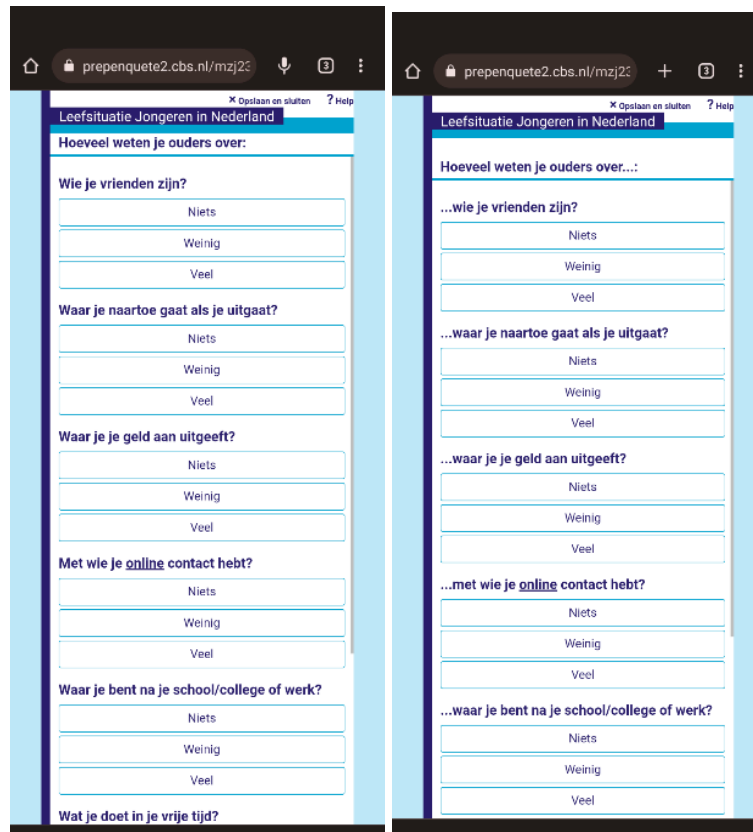 prepenquete2.cbs.nl/mzj23
3
× Opslaan en sluiten ? Help
Leefsituatie Jongeren in Nederland
Hoeveel weten je ouders over:
Wie je vrienden zijn?
Niets
Weinig
Veel
Waar je naartoe gaat als je uitgaat?
Niets
Weinig
Veel
Waar je je geld aan uitgeeft?
Niets
Weinig
Veel
Met wie je online contact hebt?
Niets
Weinig
Veel
Waar je bent na je school/college of werk?
Niets
Weinig
Veel
Wat je doet in je vrije tijd?
prepenquete2.cbs.nl/mzj23
3
× Opslaan en sluiten ? Help
Leefsituatie Jongeren in Nederland
Hoeveel weten je ouders over...:
...wie je vrienden zijn?
Niets
Weinig
Veel
...waar je naartoe gaat als je uitgaat?
Niets
Weinig
Veel
...waar je je geld aan uitgeeft?
Niets
Weinig
Veel
...met wie je online contact hebt?
Niets
Weinig
Veel
...waar je bent na je school/college of werk?
Niets
Weinig
Veel